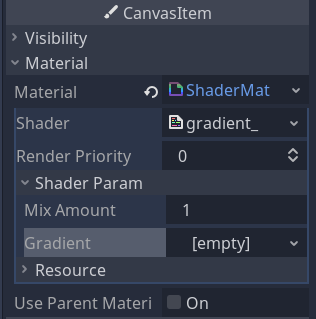 CanvasItem
Visibility
Material
Material ShaderMat
Shader gradient_
Render Priority 0
Shader Param
Mix Amount 1
Gradient [empty]
Resource
Use Parent Materi On